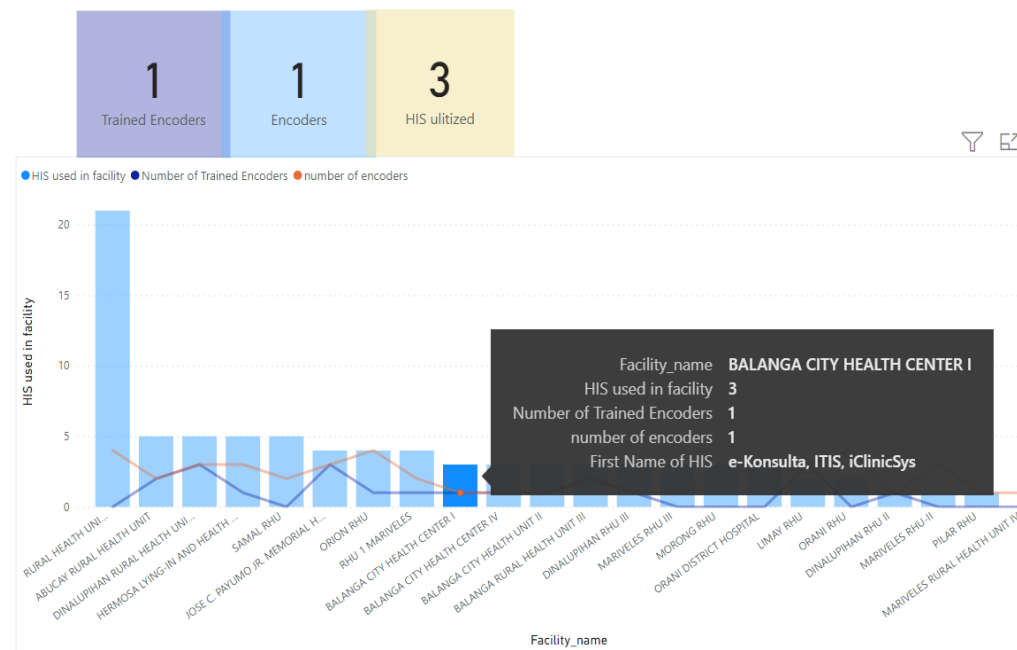 1
Trained Encoders
1
Encoders
3
HIS ulitized
HIS used in facility
Number of Trained Encoders
number of encoders
HIS used in facility
20
15
10
5
0
Facility_name BALANGA CITY HEALTH CENTER I
HIS used in facility 3
Number of Trained Encoders 1
number of encoders 1
First Name of HIS e-Konsulta, ITIS, iClinicSys
RURAL HEALTH UNI...
ABUCAY RURAL HEALTH UNIT
DINALUPIHAN RURAL HEALTH UNI...
HERMOSA LYING-IN AND HEALTH ...
SAMAL RHU
JOSE C. PAYUMO JR. MEMORIAL H...
ORION RHU
RHU 1 MARIVELES
BALANGA CITY HEALTH CENTER I
BALANGA CITY HEALTH CENTER IV
BALANGA CITY HEALTH UNIT II
BALANGA RURAL HEALTH UNIT III
DINALUPIHAN RHU III
MARIVELES RHU III
MORONG RHU
ORANI DISTRICT HOSPITAL
LIMAY RHU
ORANI RHU
DINALUPIHAN RHU II
MARIVELES RHU-II
PILAR RHU
MARIVELES RURAL HEALTH UNIT IV
Facility_name